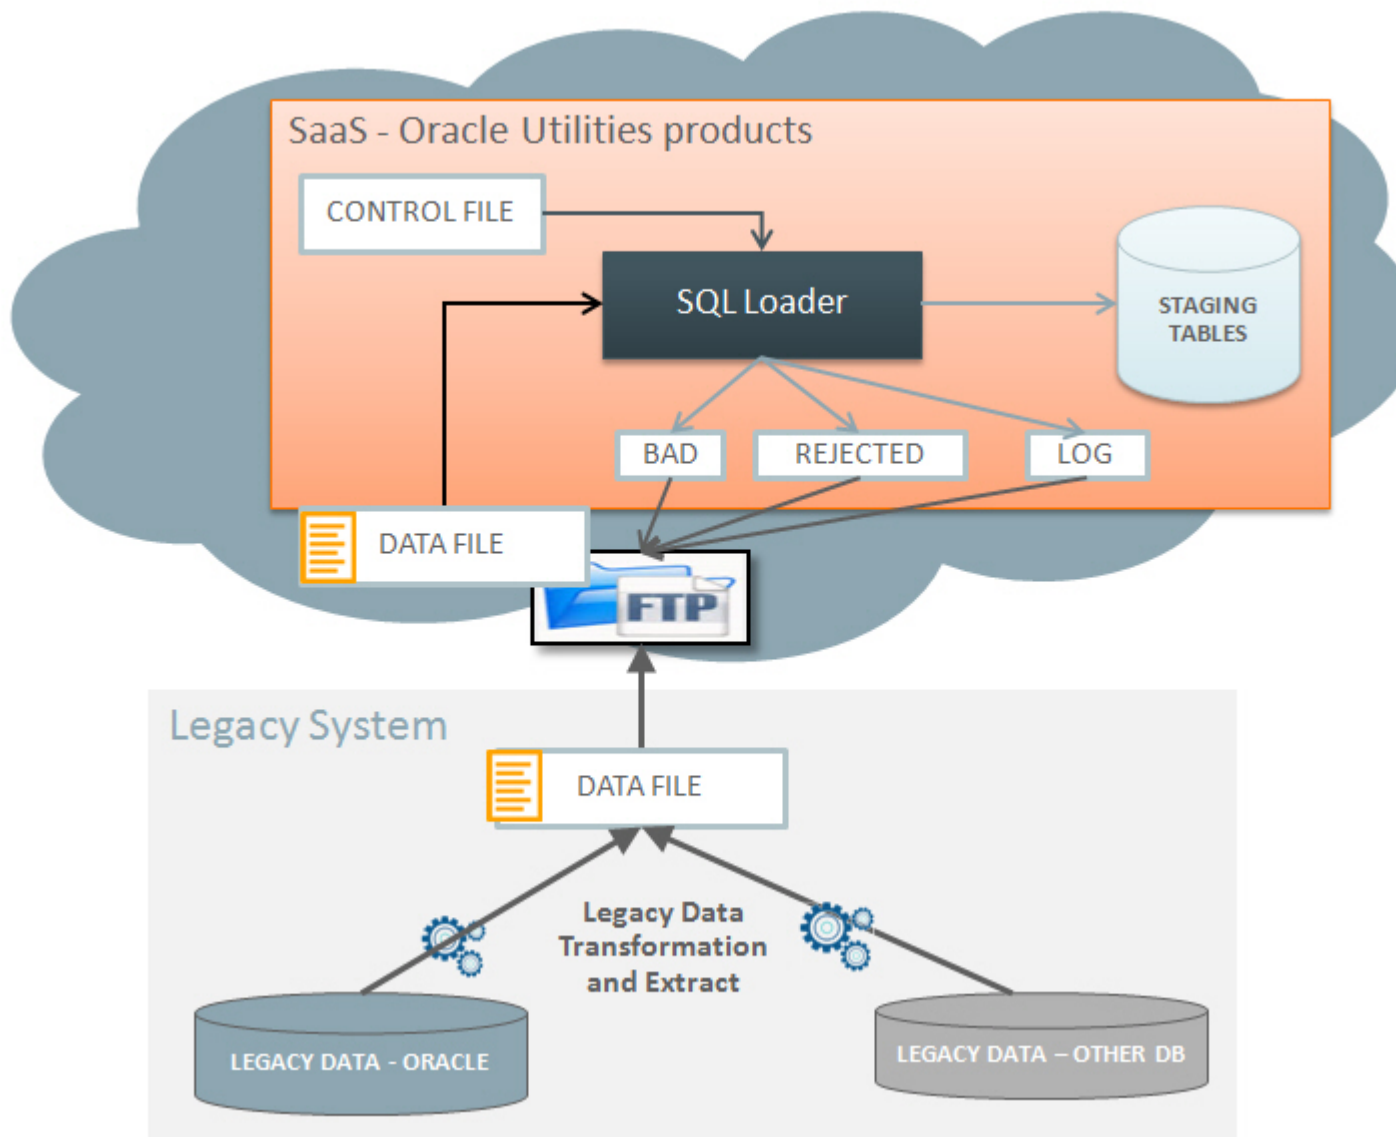 SaaS - Oracle Utilities products
CONTROL FILE
SQL Loader
STAGING
TABLES
BAD
REJECTED
LOG
DATA FILE
FTP
Legacy System
DATA FILE
Legacy Data
Transformation
and Extract
LEGACY DATA - ORACLE
LEGACY DATA – OTHER DB